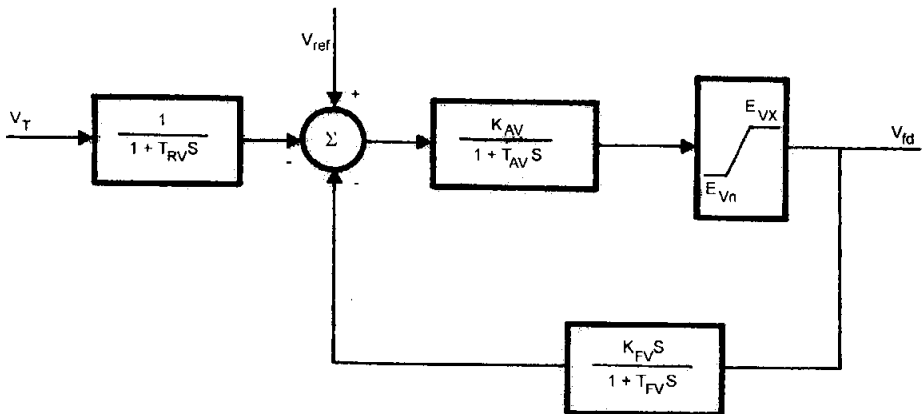 V_ref
+
V_T
1
1 + T_RV S
Σ
-
-
K_AV
1 + T_AV S
E_VX
E_Vn
V_fd
K_FV S
1 + T_FV S